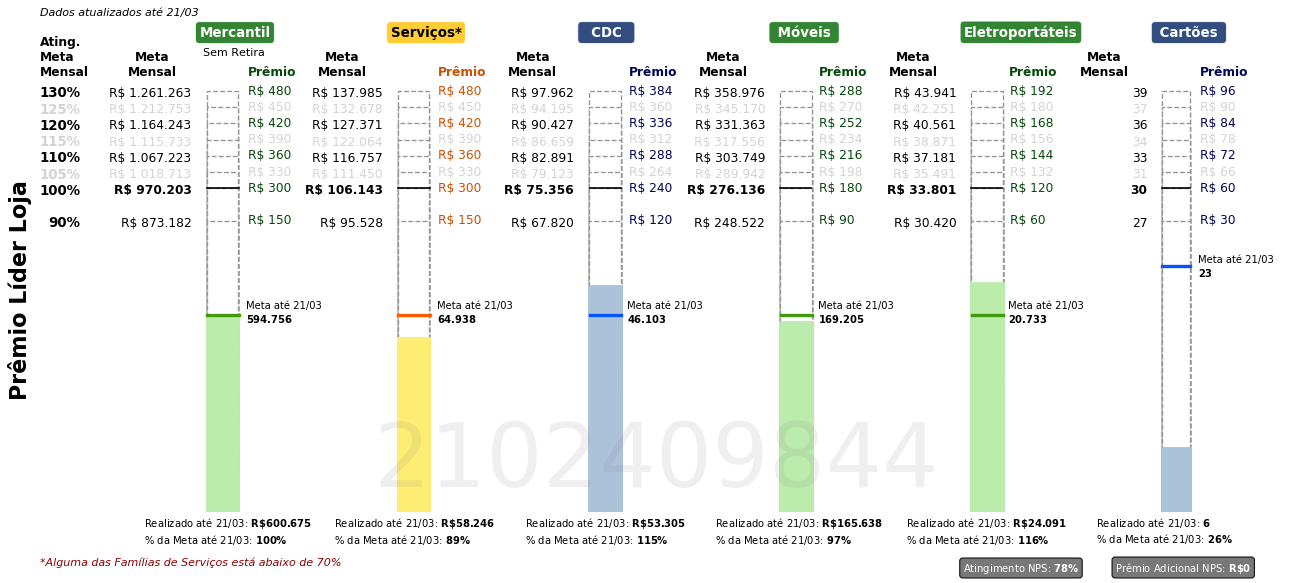 Dados atualizados até 21/03
Mercantil Serviços* CDC Móveis Eletroportáteis Cartões
Sem Retira
Ating. Meta Mensal Meta Mensal Prêmio Meta Mensal Prêmio Meta Mensal Prêmio Meta Mensal Prêmio Meta Mensal Prêmio Meta Mensal Prêmio
130% R$ 1.261.263 R$ 480 R$ 137.985 R$ 480 R$ 97.962 R$ 384 R$ 358.976 R$ 288 R$ 43.941 R$ 192 39 R$ 96
125% R$ 1.212.753 R$ 450 R$ 132.678 R$ 450 R$ 94.195 R$ 360 R$ 345.170 R$ 270 R$ 42.251 R$ 180 37 R$ 90
120% R$ 1.164.243 R$ 420 R$ 127.371 R$ 420 R$ 90.427 R$ 336 R$ 331.363 R$ 252 R$ 40.561 R$ 168 36 R$ 84
115% R$ 1.115.733 R$ 390 R$ 122.064 R$ 390 R$ 86.659 R$ 312 R$ 317.556 R$ 234 R$ 38.871 R$ 156 34 R$ 78
110% R$ 1.067.223 R$ 360 R$ 116.757 R$ 360 R$ 82.891 R$ 288 R$ 303.749 R$ 216 R$ 37.181 R$ 144 33 R$ 72
105% R$ 1.018.713 R$ 330 R$ 111.450 R$ 330 R$ 79.123 R$ 264 R$ 289.942 R$ 198 R$ 35.491 R$ 132 31 R$ 66
100% R$ 970.203 R$ 300 R$ 106.143 R$ 300 R$ 75.356 R$ 240 R$ 276.136 R$ 180 R$ 33.801 R$ 120 30 R$ 60
90% R$ 873.182 R$ 150 R$ 95.528 R$ 150 R$ 67.820 R$ 120 R$ 248.522 R$ 90 R$ 30.420 R$ 60 27 R$ 30
Prêmio Líder Loja
Meta até 21/03
23
Meta até 21/03 Meta até 21/03 Meta até 21/03 Meta até 21/03 Meta até 21/03
594.756 64.938 46.103 169.205 20.733
2102409844
Realizado até 21/03: R$600.675 Realizado até 21/03: R$58.246 Realizado até 21/03: R$53.305 Realizado até 21/03: R$165.638 Realizado até 21/03: R$24.091 Realizado até 21/03: 6
% da Meta até 21/03: 100% % da Meta até 21/03: 89% % da Meta até 21/03: 115% % da Meta até 21/03: 97% % da Meta até 21/03: 116% % da Meta até 21/03: 26%
*Alguma das Famílias de Serviços está abaixo de 70%
Atingimento NPS: 78% Prêmio Adicional NPS: R$0